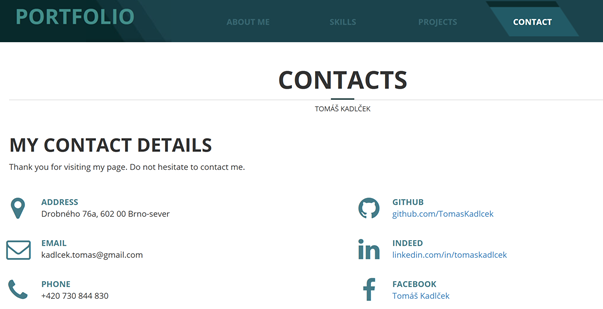 PORTFOLIO
ABOUT ME
SKILLS
PROJECTS
CONTACT
CONTACTS
TOMÁŠ KADLČEK
MY CONTACT DETAILS
Thank you for visiting my page. Do not hesitate to contact me.
ADDRESS
Drobného 76a, 602 00 Brno-sever
EMAIL
kadlcek.tomas@gmail.com
PHONE
+420 730 844 830
GITHUB
github.com/TomasKadlcek
INDEED
linkedin.com/in/tomaskadlcek
FACEBOOK
Tomáš Kadlček